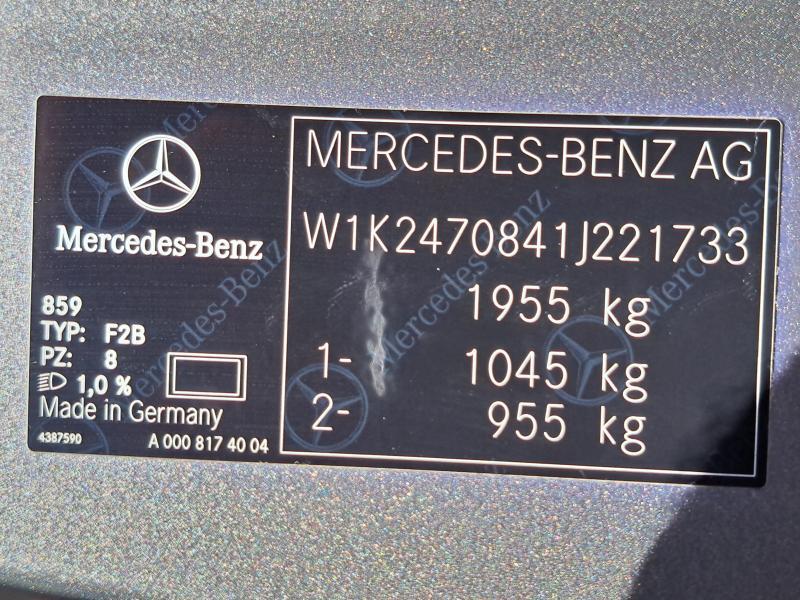 Mercedes-Benz
859
TYP: F2B
PZ: 8
1,0 %
Made in Germany
4387590 A 000 817 40 04
MERCEDES-BENZ AG
W1K2470841J221733
1955 kg
1- 1045 kg
2- 955 kg